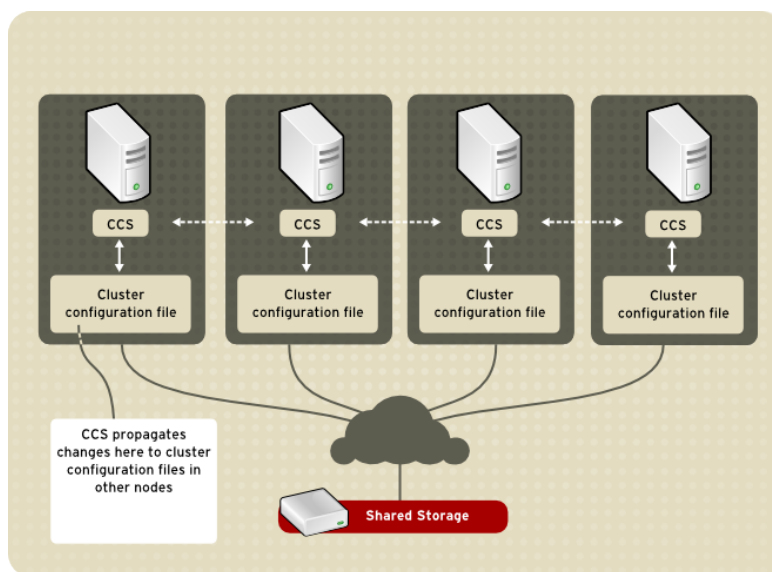 CCS
CCS
CCS
CCS
Cluster
configuration file
Cluster
configuration file
Cluster
configuration file
Cluster
configuration file
CCS propagates
changes here to cluster
configuration files in
other nodes
Shared Storage